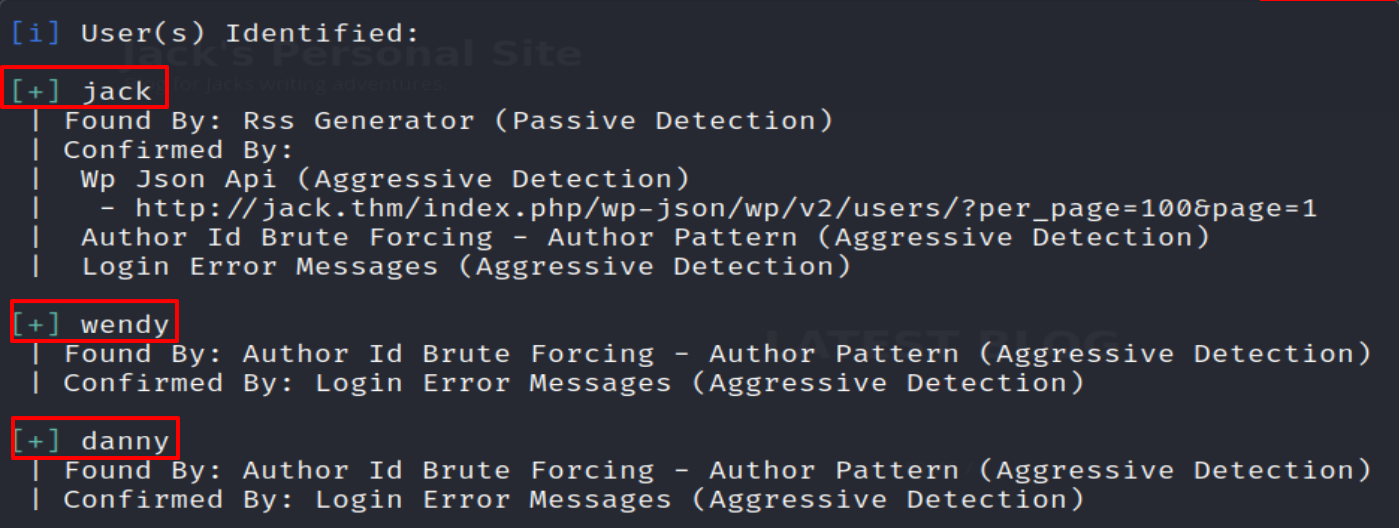 [i] User(s) Identified:
Jack's Personal Site
[+] jack
for jacks writing adventures.
| Found By: Rss Generator (Passive Detection)
| Confirmed By:
|  Wp Json Api (Aggressive Detection)
|   - http://jack.thm/index.php/wp-json/wp/v2/users/?per_page=100&page=1
|  Author Id Brute Forcing - Author Pattern (Aggressive Detection)
|  Login Error Messages (Aggressive Detection)
[+] wendy
LATEST BLOG
| Found By: Author Id Brute Forcing - Author Pattern (Aggressive Detection)
| Confirmed By: Login Error Messages (Aggressive Detection)
[+] danny
| Found By: Author Id Brute Forcing - Author Pattern (Aggressive Detection)
| Confirmed By: Login Error Messages (Aggressive Detection)